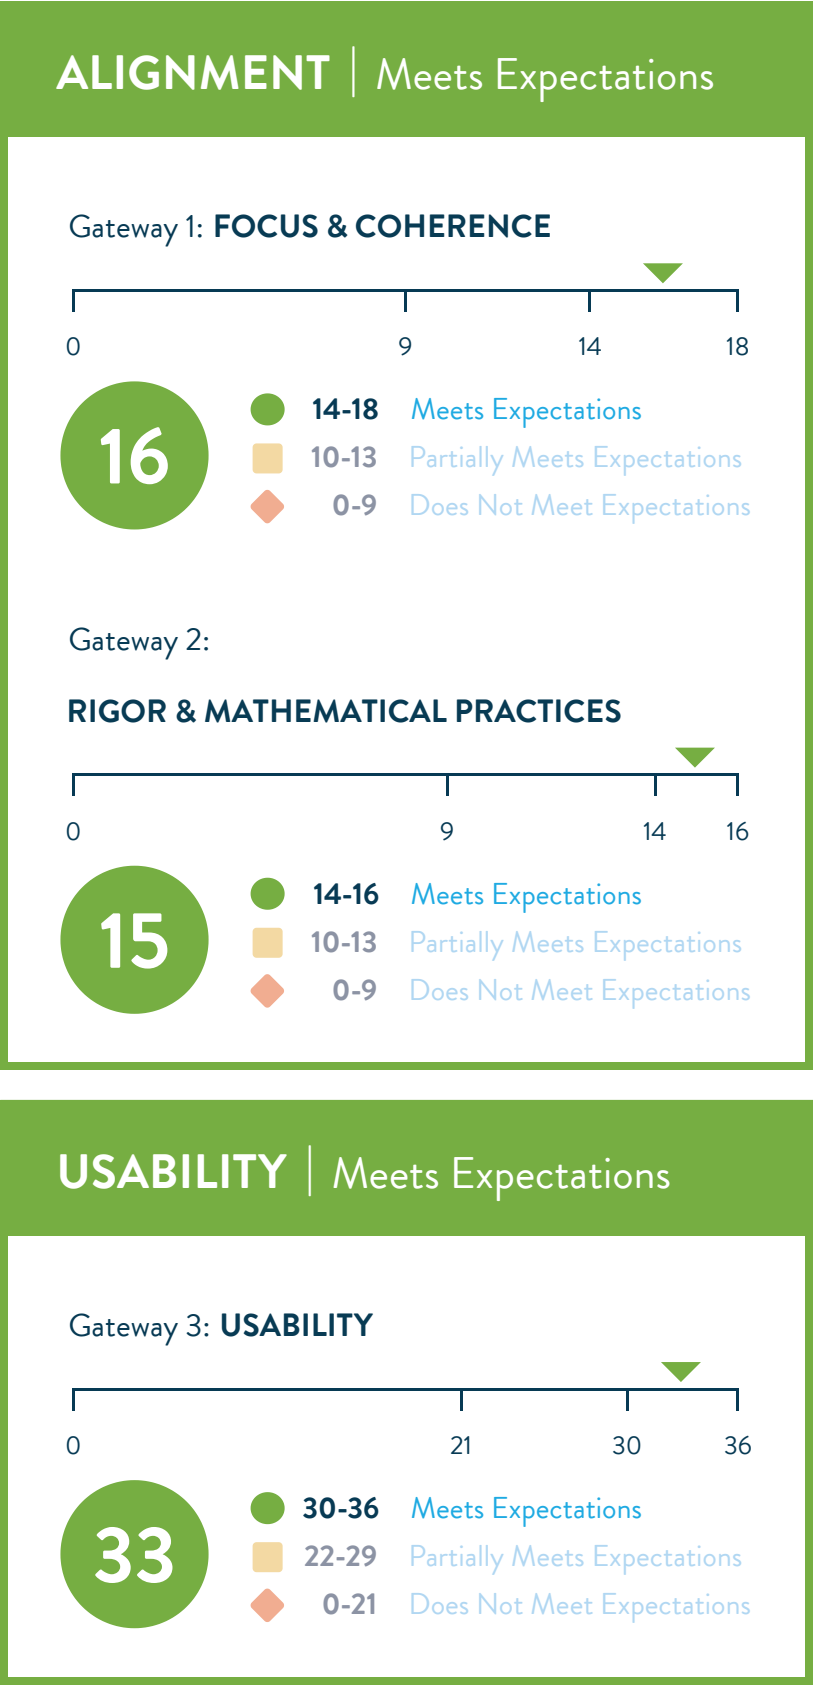 ALIGNMENT | Meets Expectations
Gateway 1: FOCUS & COHERENCE
0 9 14 18
16
14-18 Meets Expectations
10-13 Partially Meets Expectations
0-9 Does Not Meet Expectations
Gateway 2:
RIGOR & MATHEMATICAL PRACTICES
0 9 14 16
15
14-16 Meets Expectations
10-13 Partially Meets Expectations
0-9 Does Not Meet Expectations
USABILITY | Meets Expectations
Gateway 3: USABILITY
0 21 30 36
33
30-36 Meets Expectations
22-29 Partially Meets Expectations
0-21 Does Not Meet Expectations